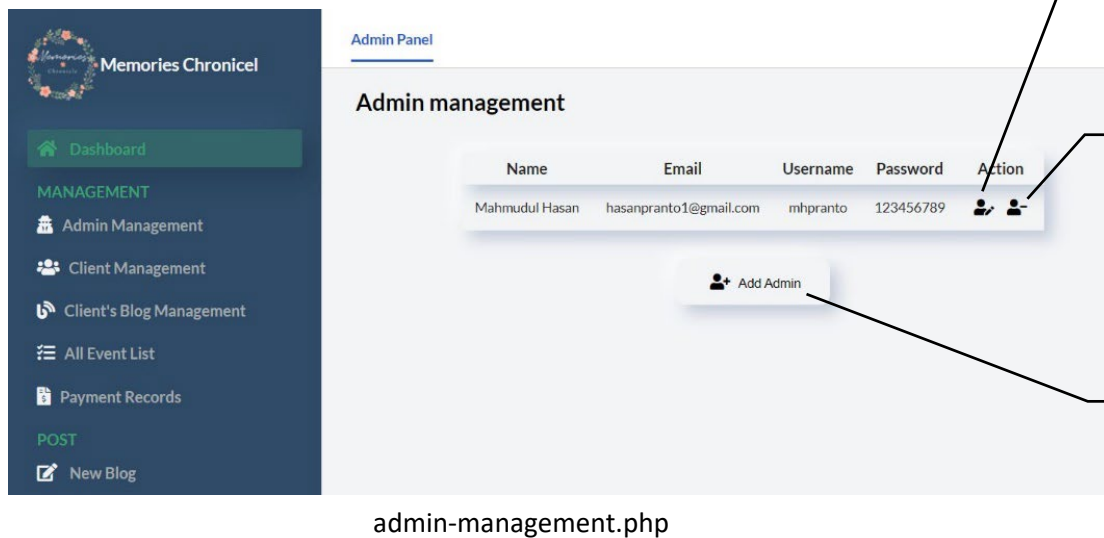 Memories
Chronicle
Memories Chronicel
Admin Panel
Admin management
Dashboard
MANAGEMENT
Admin Management
Client Management
Client's Blog Management
All Event List
Payment Records
POST
New Blog
Name Email Username Password Action
Mahmudul Hasan hasanpranto1@gmail.com mhpranto 123456789
Add Admin
admin-management.php